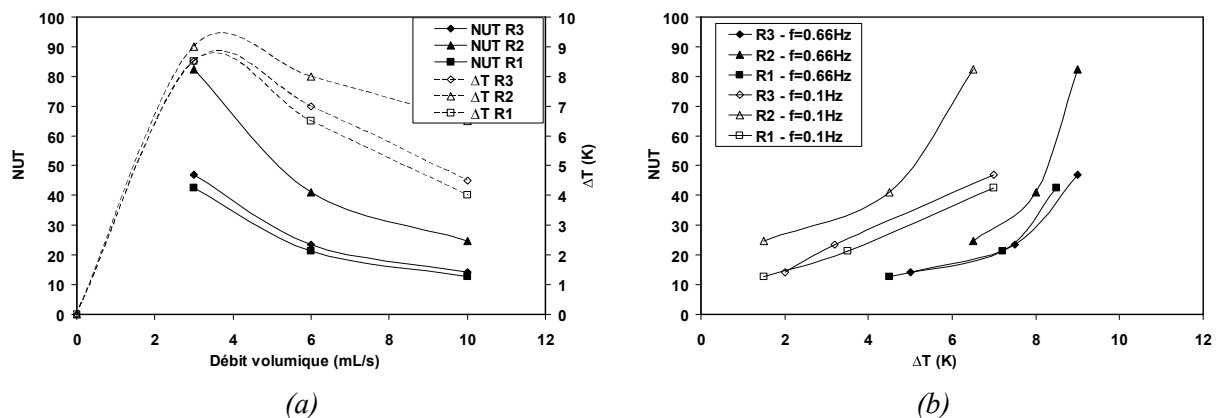 100
90
80
70
60
50
40
30
20
10
0
NUT
0
2
4
6
8
10
12
Débit volumique (mL/s)
10
9
8
7
6
5
4
3
2
1
0
ΔT (K)
NUT R3
NUT R2
NUT R1
ΔT R3
ΔT R2
ΔT R1
(a)
100
90
80
70
60
50
40
30
20
10
0
NUT
0
2
4
6
8
10
12
ΔT (K)
R3 - f=0.66Hz
R2 - f=0.66Hz
R1 - f=0.66Hz
R3 - f=0.1Hz
R2 - f=0.1Hz
R1 - f=0.1Hz
(b)